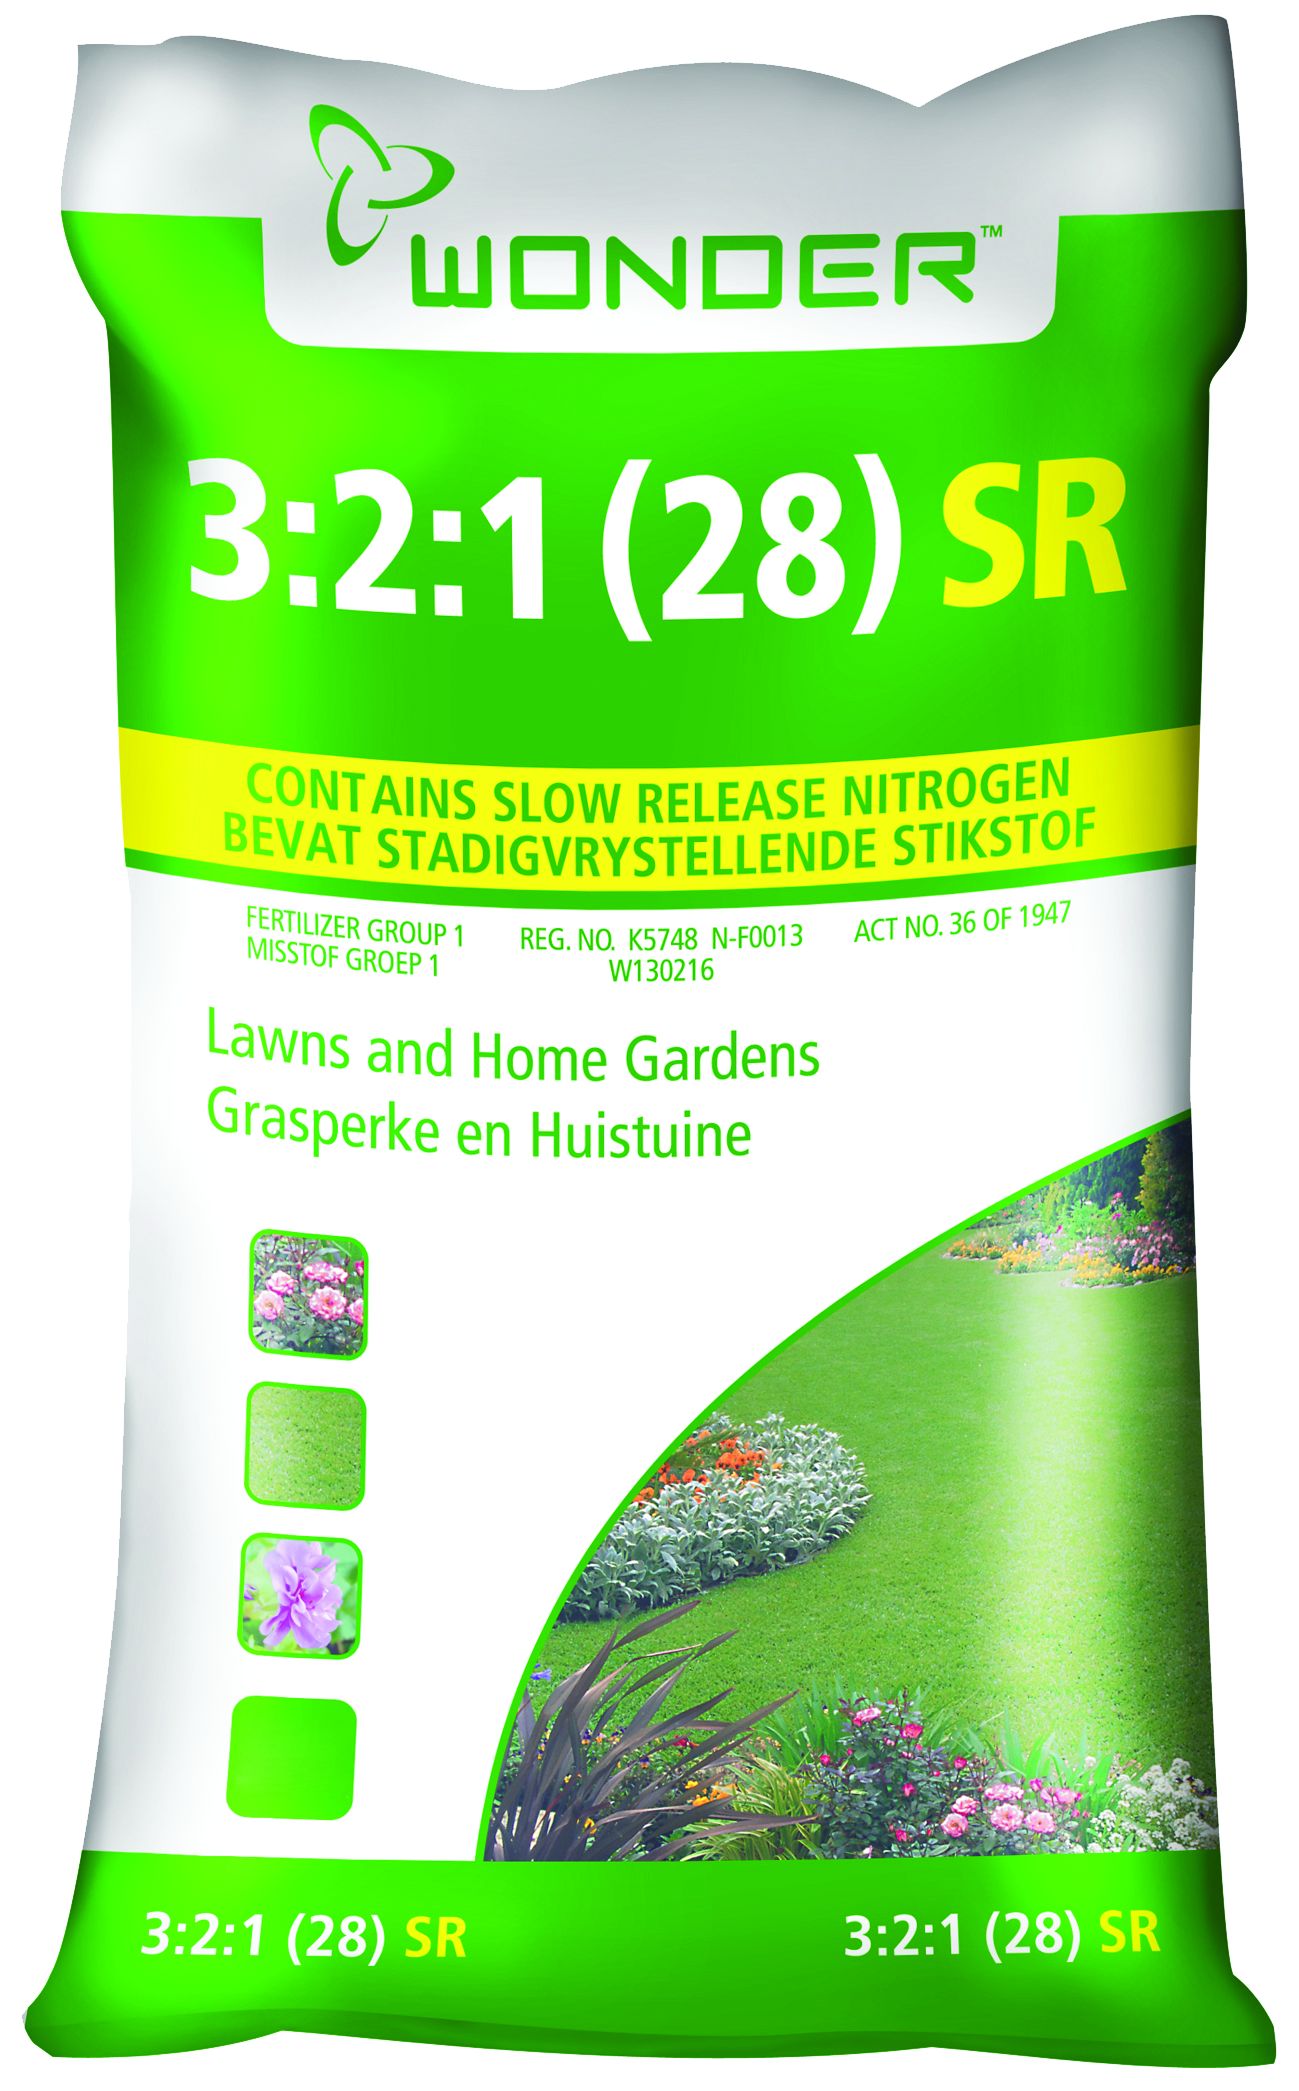 WONDER™
3:2:1 (28) SR
CONTAINS SLOW RELEASE NITROGEN
BEVAT STADIGVRYSTELLENDE STIKSTOF
FERTILIZER GROUP 1
MISSTOF GROEP 1
REG. NO. K5748 N-F0013
W130216
ACT NO. 36 OF 1947
Lawns and Home Gardens
Grasperke en Huistuine
3:2:1 (28) SR
3:2:1 (28) SR